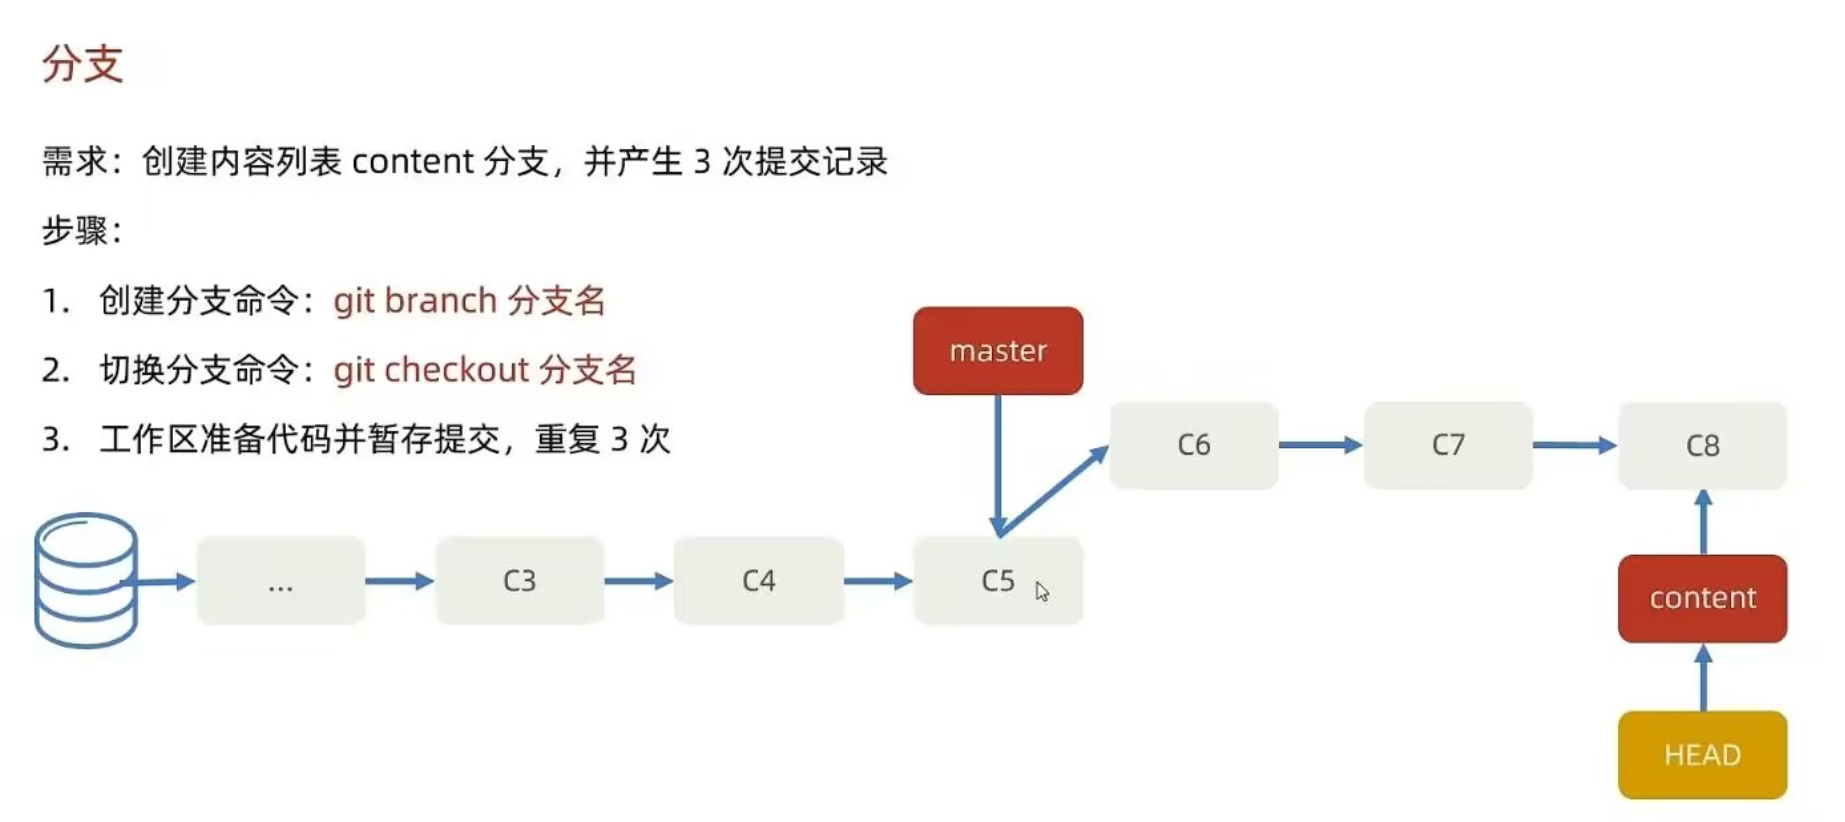 分支
需求：创建内容列表 content 分支，并产生 3 次提交记录
步骤：
1. 创建分支命令：git branch 分支名
2. 切换分支命令：git checkout 分支名
3. 工作区准备代码并暂存提交，重复 3 次
master
C6
C7
C8
...
C3
C4
C5
content
HEAD